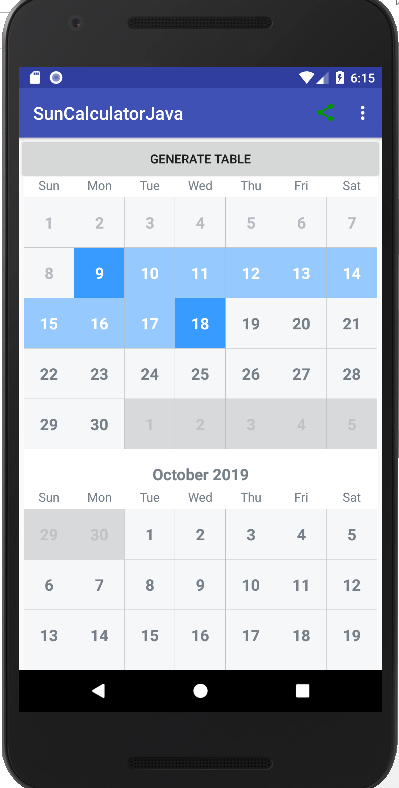 6:15
SunCalculatorJava
GENERATE TABLE
Sun Mon Tue Wed Thu Fri Sat
1 2 3 4 5 6 7
8 9 10 11 12 13 14
15 16 17 18 19 20 21
22 23 24 25 26 27 28
29 30 1 2 3 4 5
October 2019
Sun Mon Tue Wed Thu Fri Sat
29 30 1 2 3 4 5
6 7 8 9 10 11 12
13 14 15 16 17 18 19